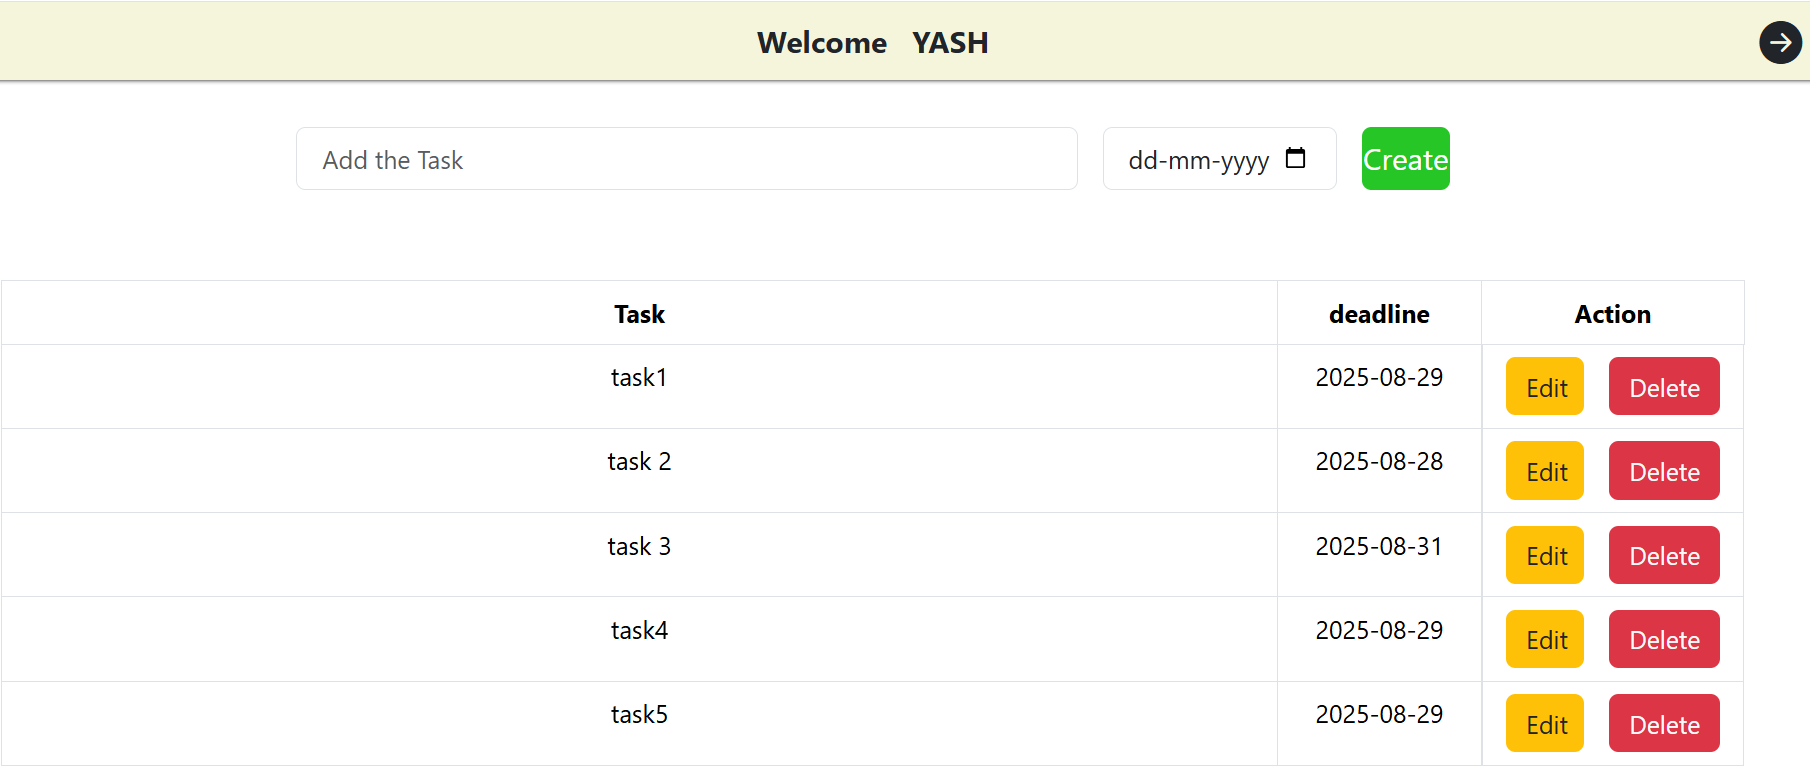 Welcome YASH
Add the Task dd-mm-yyyy Create
Task deadline Action
task1 2025-08-29 Edit Delete
task 2 2025-08-28 Edit Delete
task 3 2025-08-31 Edit Delete
task4 2025-08-29 Edit Delete
task5 2025-08-29 Edit Delete